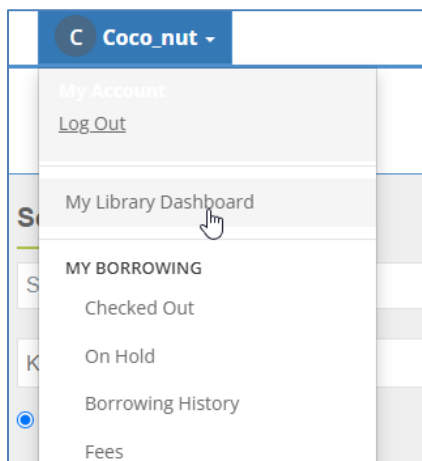 C Coco_nut
My Account
Log Out
My Library Dashboard
S
MY BORROWING
S
Checked Out
On Hold
K
Borrowing History
Fees